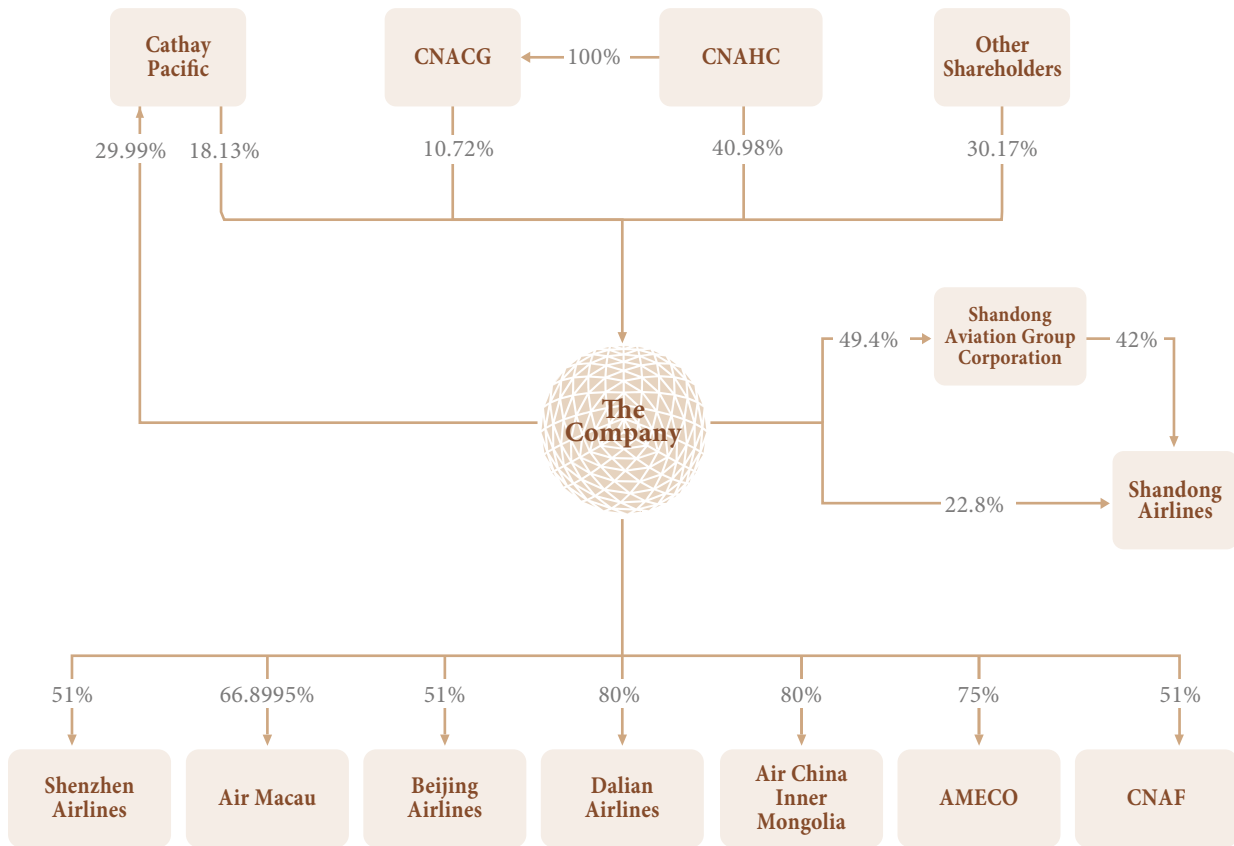 Cathay
Pacific
CNACG
100%
CNAHC
Other
Shareholders
29.99%
18.13%
10.72%
40.98%
30.17%
Shandong
Aviation Group
Corporation
49.4%
42%
The
Company
22.8%
Shandong
Airlines
51%
66.8995%
51%
80%
80%
75%
51%
Shenzhen
Airlines
Air Macau
Beijing
Airlines
Dalian
Airlines
Air China
Inner
Mongolia
AMECO
CNAF